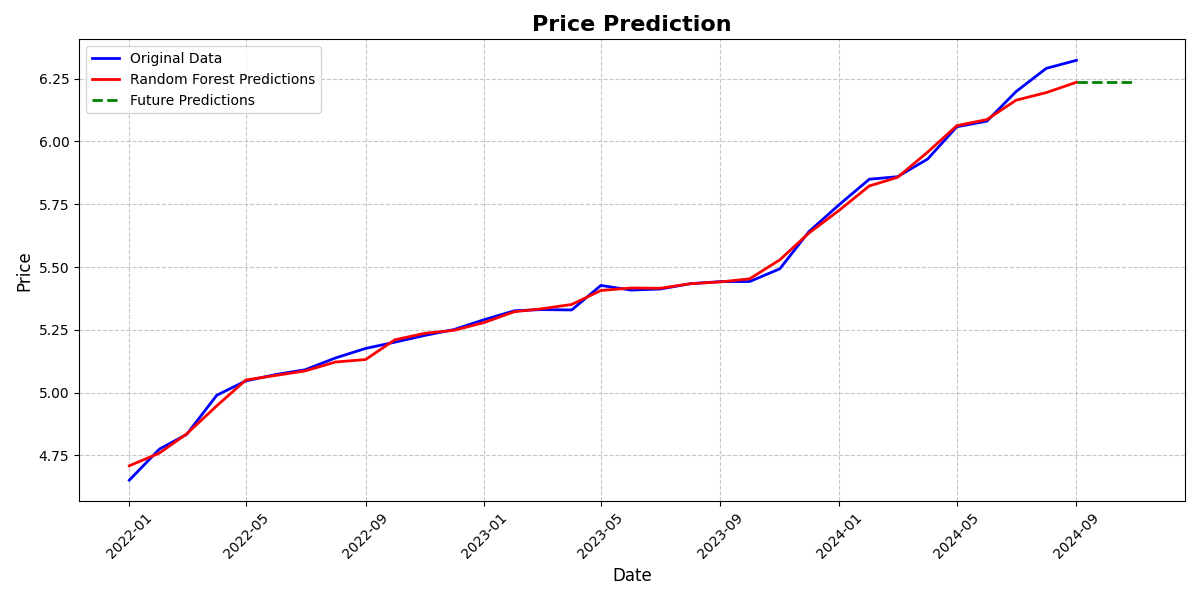 Price Prediction
Original Data
Random Forest Predictions
Future Predictions
Price
6.25
6.00
5.75
5.50
5.25
5.00
4.75
2022-01
2022-05
2022-09
2023-01
2023-05
2023-09
2024-01
2024-05
2024-09
Date